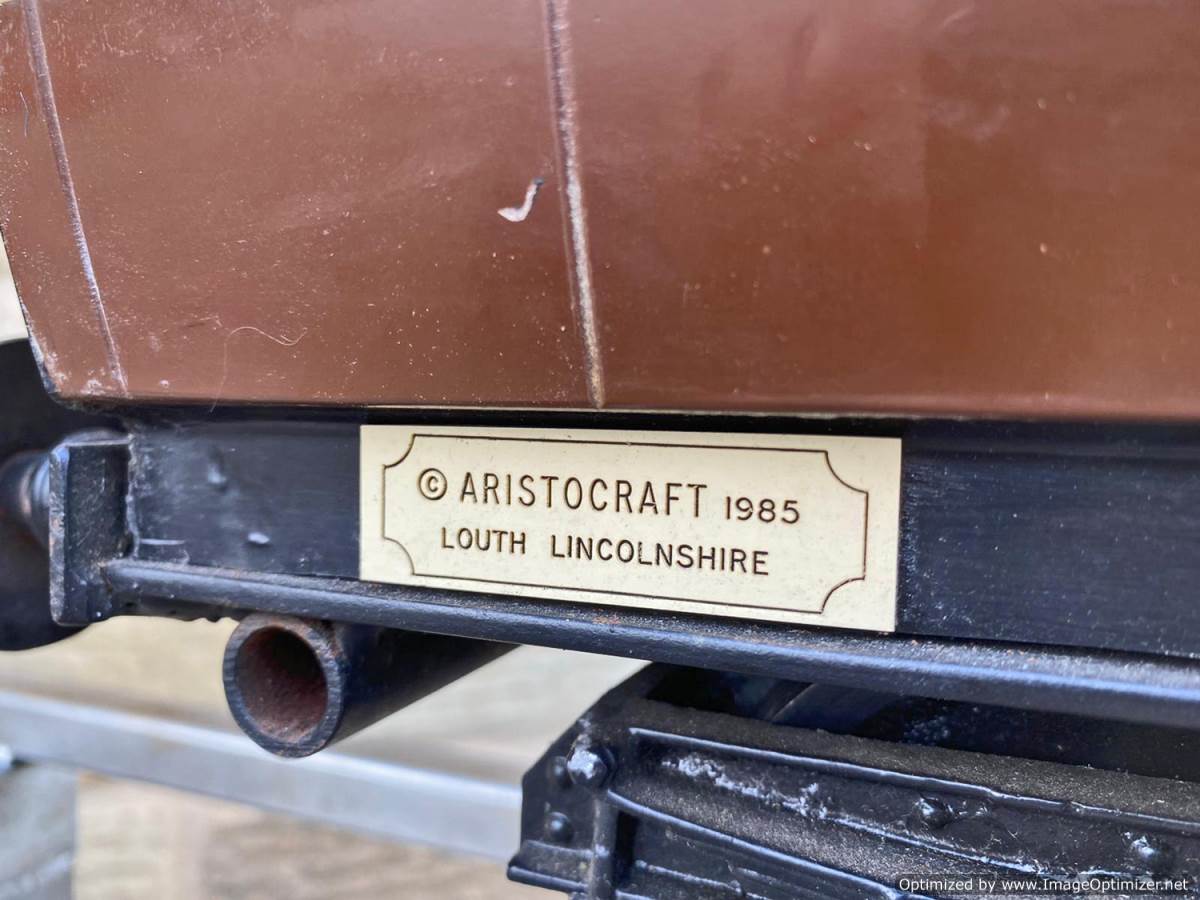 © ARISTOCRAFT 1985
LOUTH LINCOLNSHIRE
Optimized by www.ImageOptimizer.net